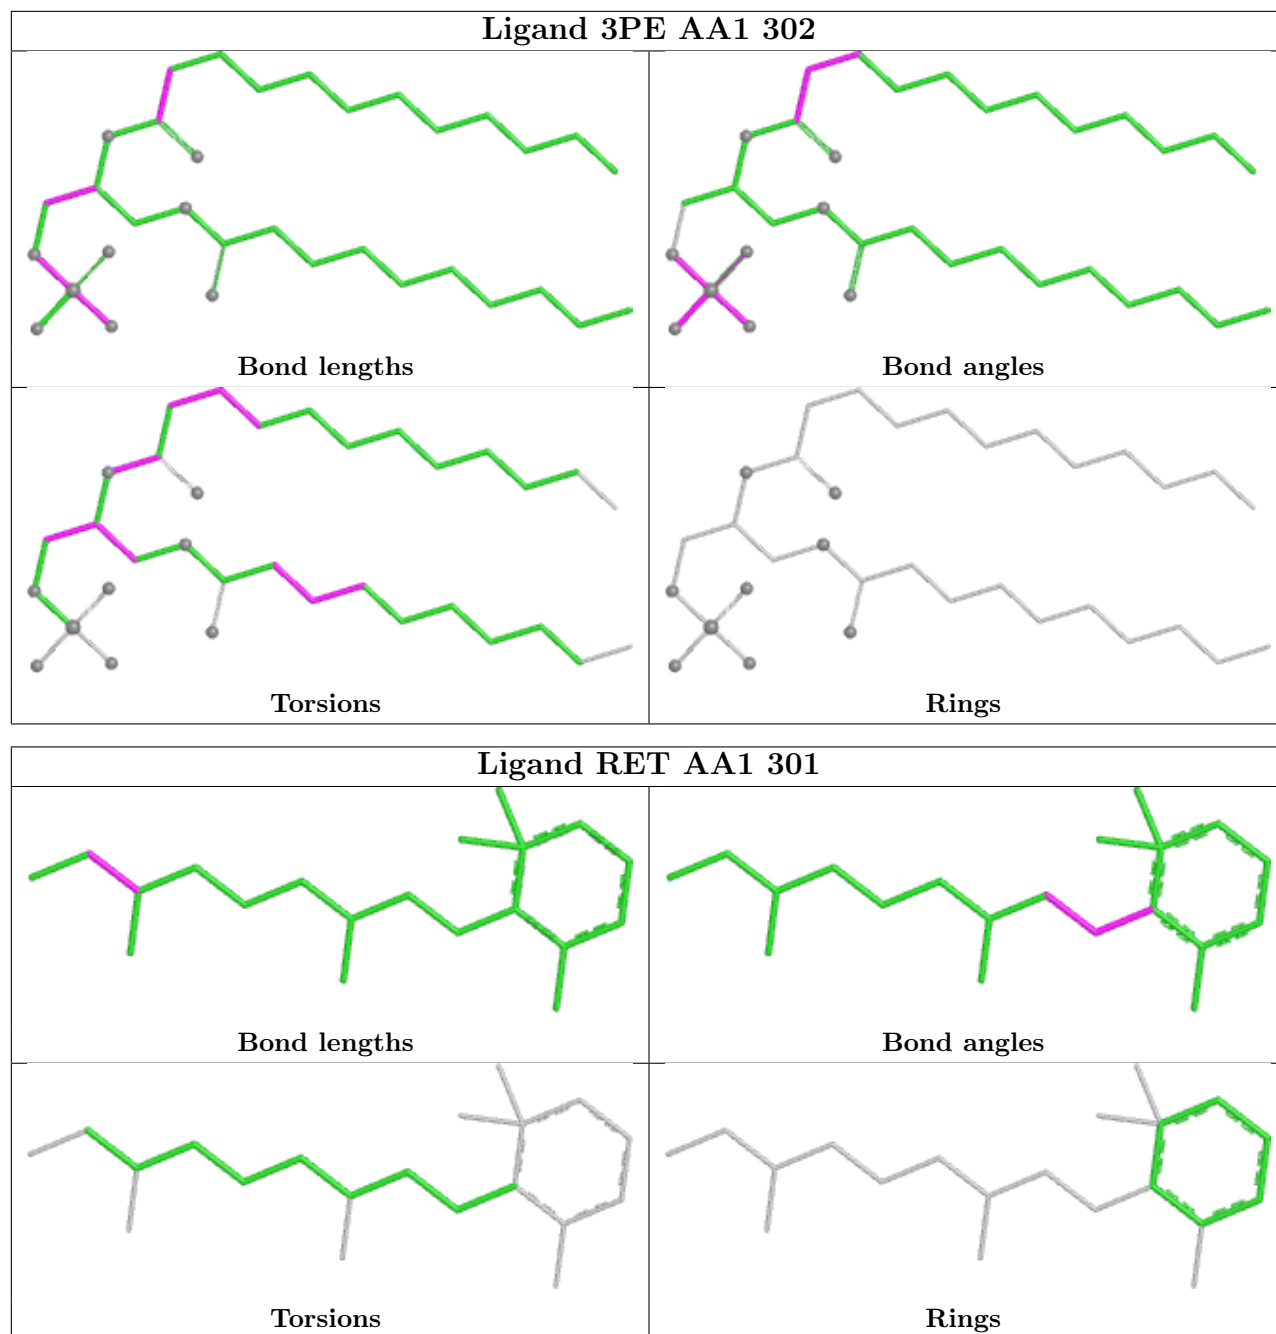 Ligand 3PE AA1 302
Bond lengths
Bond angles
Torsions
Rings
Ligand RET AA1 301
Bond lengths
Bond angles
Torsions
Rings